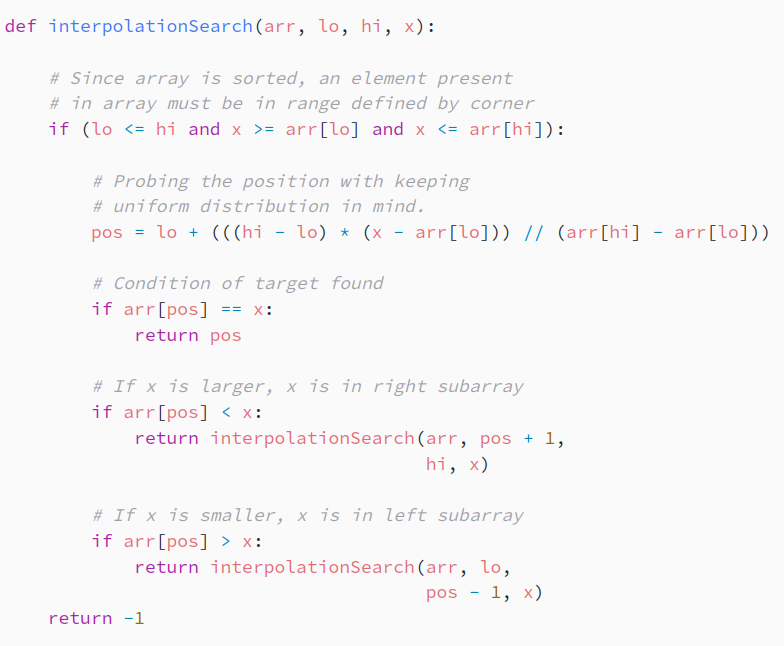 def interpolationSearch(arr, lo, hi, x):
    # Since array is sorted, an element present
    # in array must be in range defined by corner
    if (lo <= hi and x >= arr[lo] and x <= arr[hi]):
        # Probing the position with keeping
        # uniform distribution in mind.
        pos = lo + (((hi - lo) * (x - arr[lo])) // (arr[hi] - arr[lo]))
        # Condition of target found
        if arr[pos] == x:
            return pos
        # If x is larger, x is in right subarray
        if arr[pos] < x:
            return interpolationSearch(arr, pos + 1,
                                       hi, x)
        # If x is smaller, x is in left subarray
        if arr[pos] > x:
            return interpolationSearch(arr, lo,
                                       pos - 1, x)
    return -1